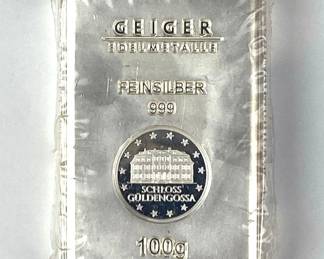 GEIGER
EDELMETALLE
FEINSILBER
999
SCHLOSS
GÜLDENGOSSA
100g